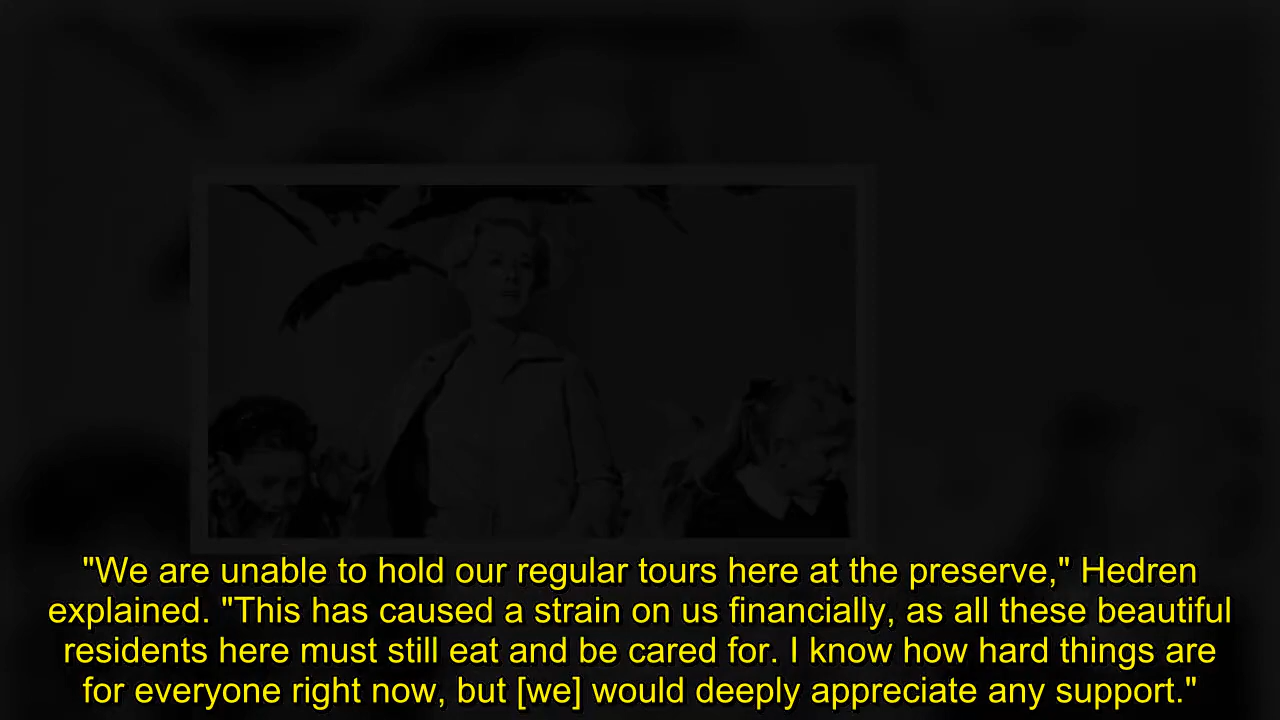 "We are unable to hold our regular tours here at the preserve," Hedren
explained. "This has caused a strain on us financially, as all these beautiful
residents here must still eat and be cared for. I know how hard things are
for everyone right now, but [we] would deeply appreciate any support."